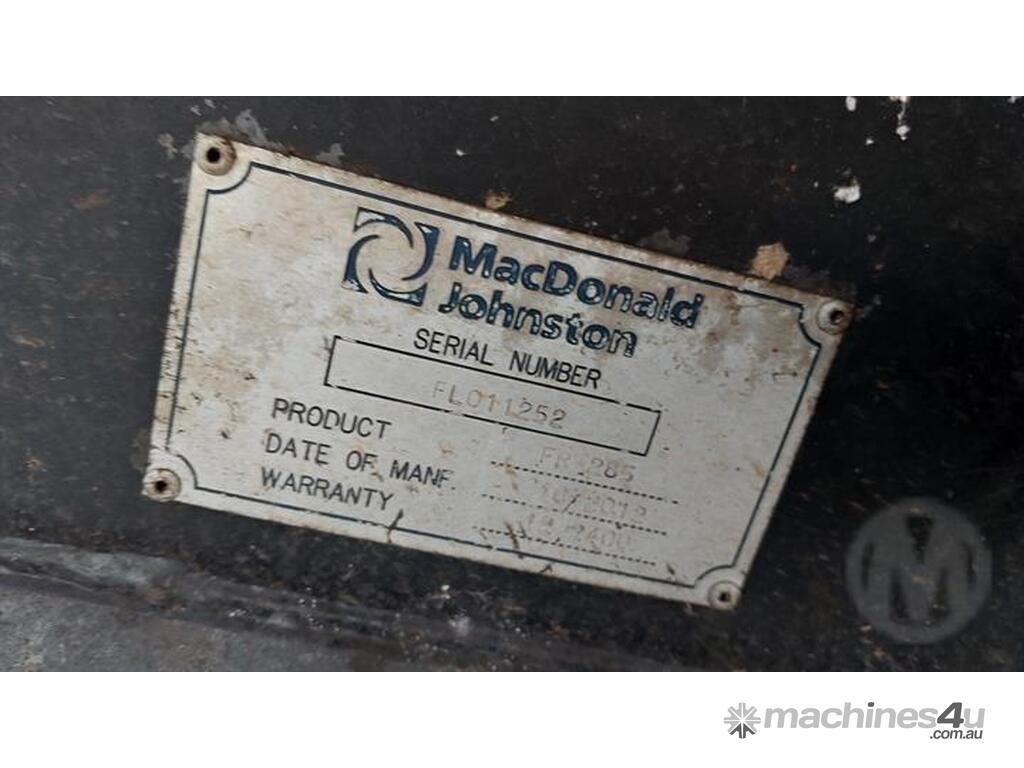 MacDonald
Johnston
SERIAL NUMBER
FL011252
PRODUCT
DATE OF MANF.
WARRANTY
M
machines4u
.com.au